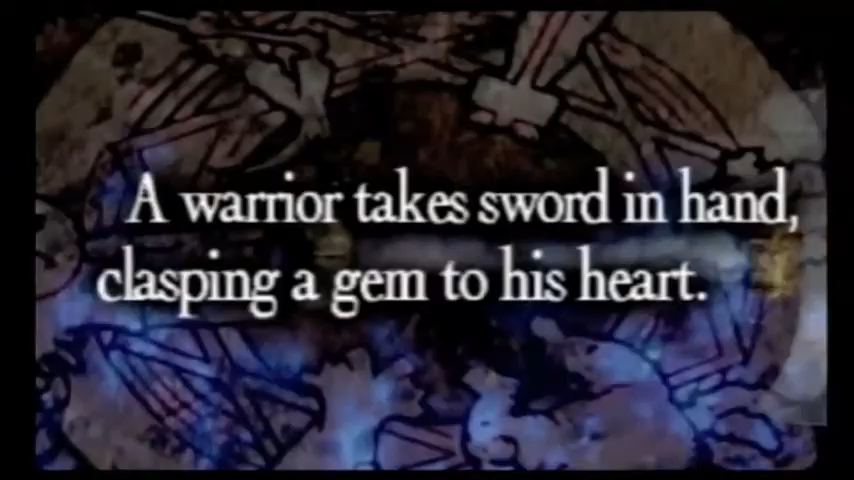 A warrior takes sword in hand,
clasping a gem to his heart.